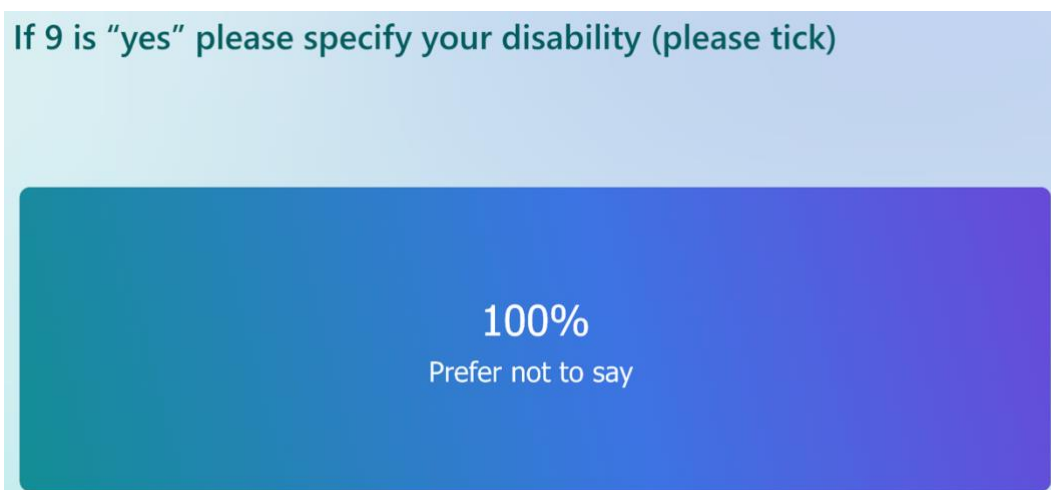 If 9 is “yes” please specify your disability (please tick)
100%
Prefer not to say